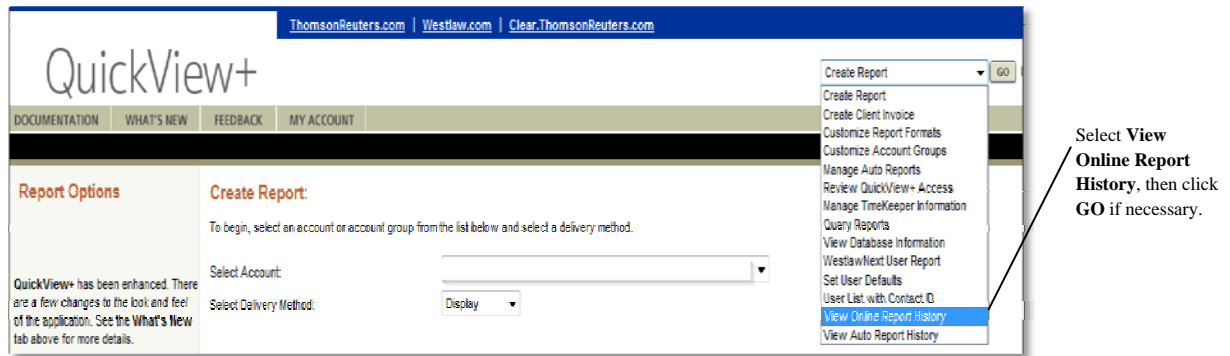 ThomsonReuters.com | Westlaw.com | Clear.ThomsonReuters.com
QuickView+
Create Report
GO
DOCUMENTATION
WHAT'S NEW
FEEDBACK
MY ACCOUNT
Create Report
Create Client Invoice
Customize Report Formats
Customize Account Groups
Manage Auto Reports
Review QuickView+ Access
Manage TimeKeeper Information
Query Reports
View Database Information
WestlawNext User Report
Set User Defaults
User List with Contact ID
View Online Report History
View Auto Report History
Report Options
QuickView+ has been enhanced. There
are a few changes to the look and feel
of the application. See the What's New
tab above for more details.
Create Report:
To begin, select an account or account group from the list below and select a delivery method.
Select Account:
Select Delivery Method:
Display
Select View
Online Report
History, then click
GO if necessary.